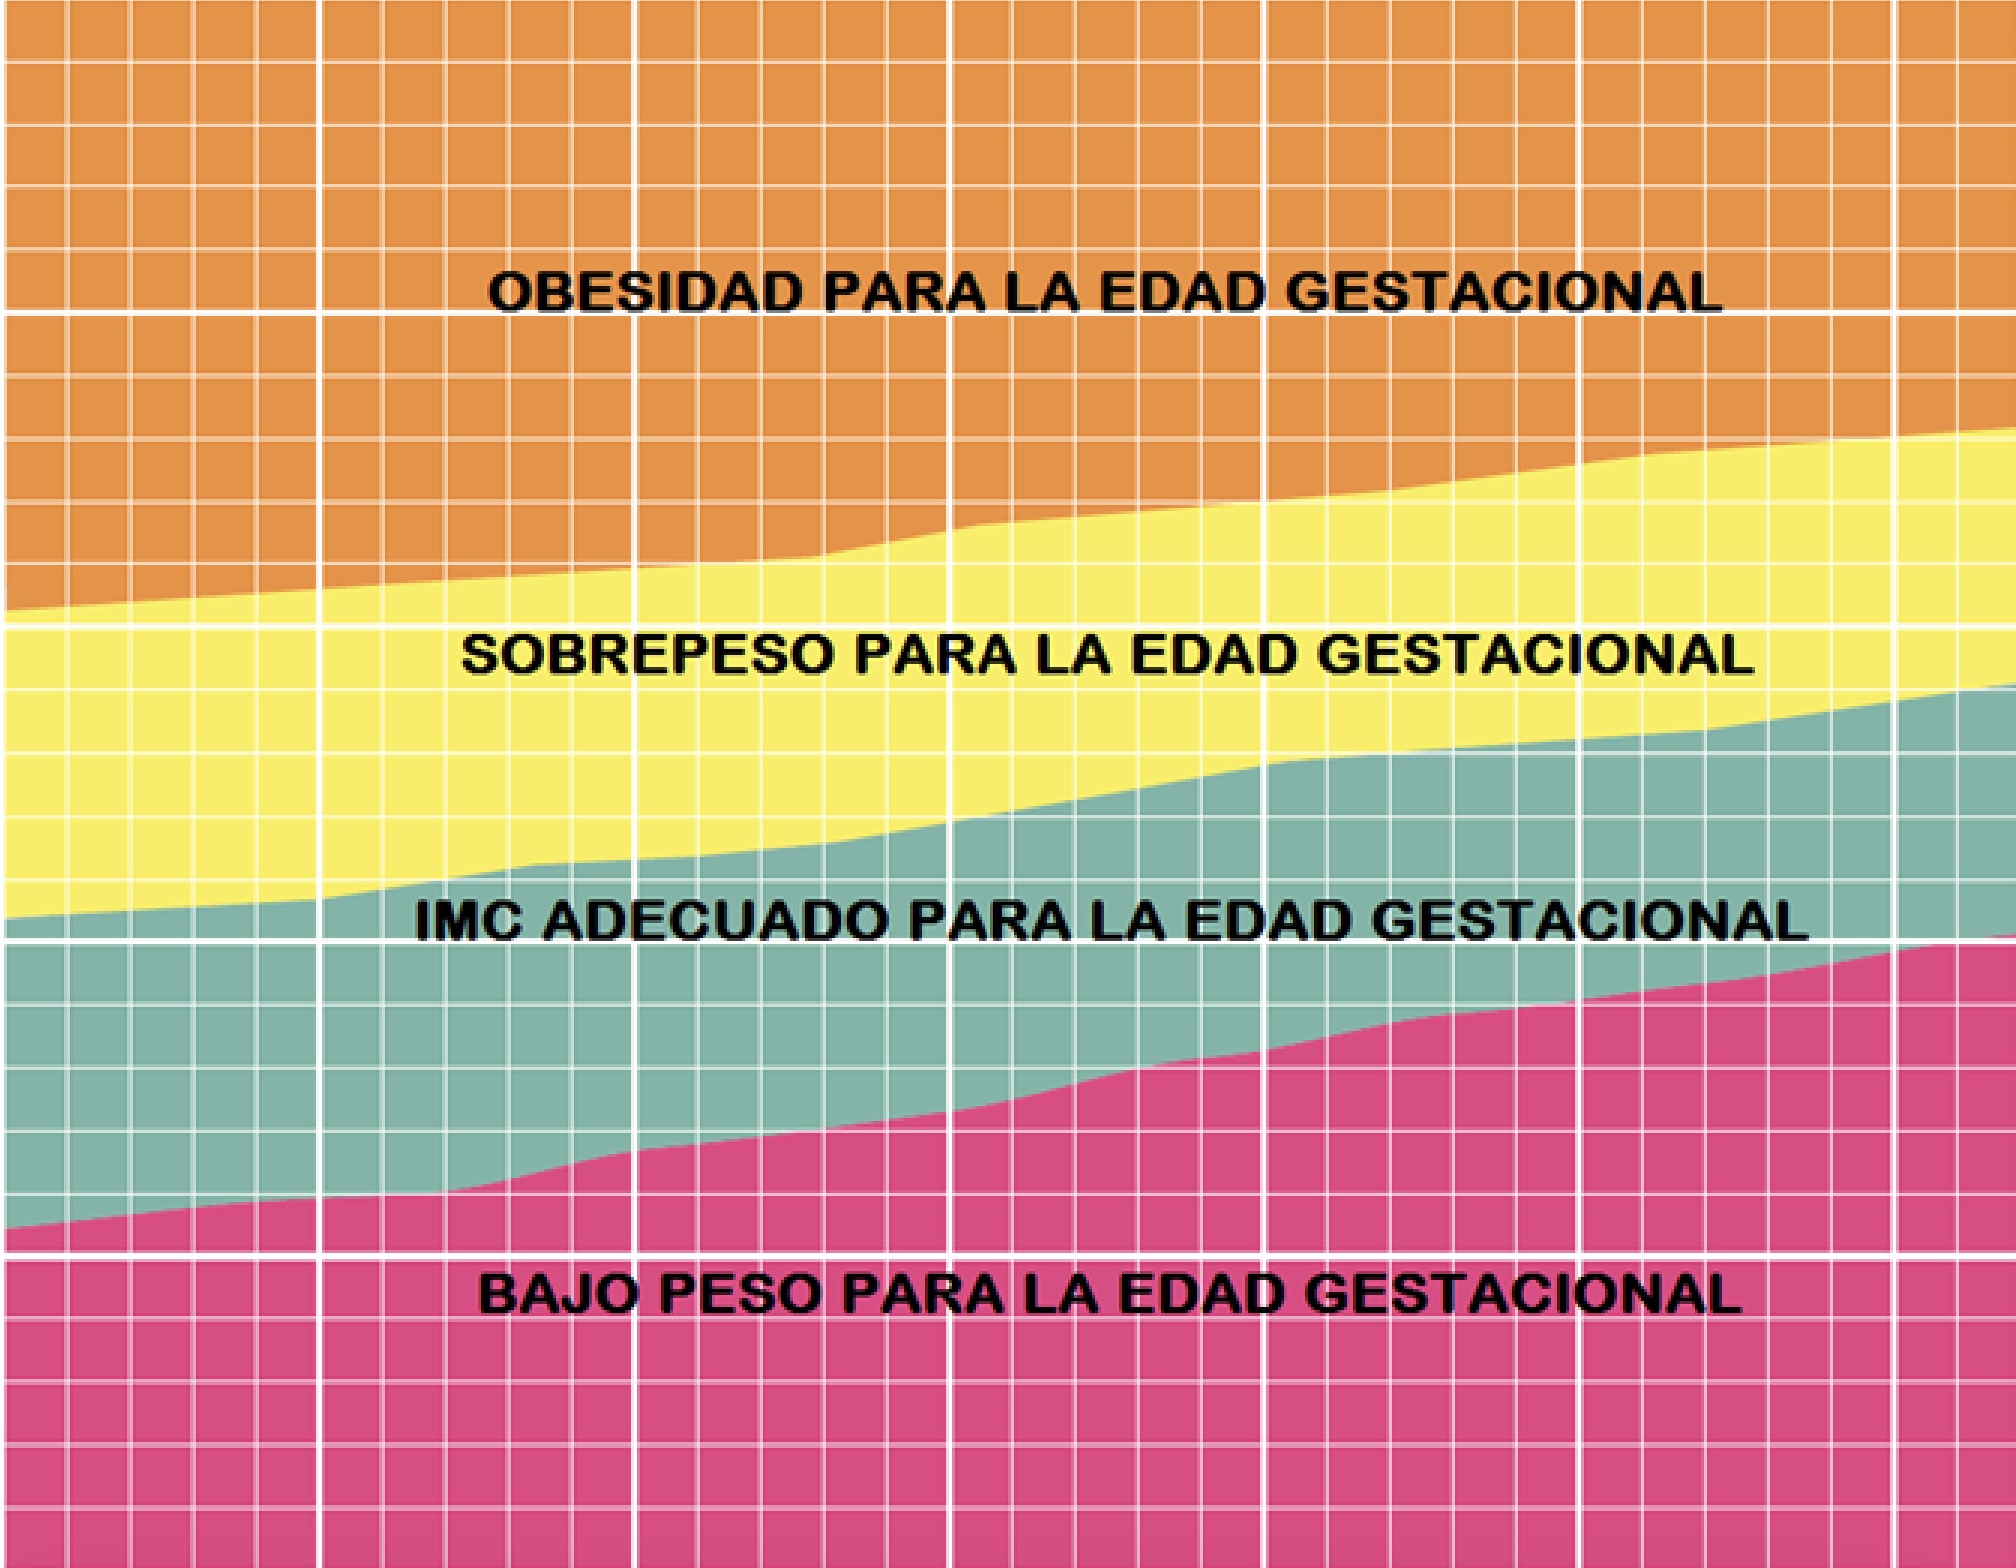 OBESIDAD PARA LA EDAD GESTACIONAL
SOBREPESO PARA LA EDAD GESTACIONAL
IMC ADECUADO PARA LA EDAD GESTACIONAL
BAJO PESO PARA LA EDAD GESTACIONAL